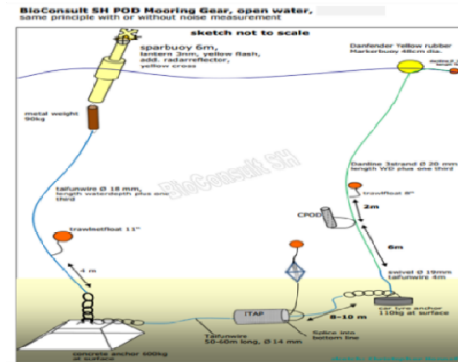 BioConsult SH POD Mooring Gear, open water,
same principle with or without noise measurement
sketch not to scale
sparbuoy 6m,
lantern 3nm, yellow flash,
add. radarreflector,
yellow cross
Danfender Yellow rubber
Markerbuoy 48cm dia.
metal weight
90kg
taifunwire Ø 18 mm,
length waterdepth plus one
third
Danline 3strand Ø 20 mm
length WD plus one third
trawlfloat 8"
2m
CPOD
6m
trawlnetfloat 11"
4 m
BioConsult SH
swivel Ø 19mm
taifunwire 4m
ITAP
8-10 m
car tyre anchor
110kg at surface
Taifunwire
50-60m long, Ø 14 mm
bottom line
concrete anchor 600kg
at surface